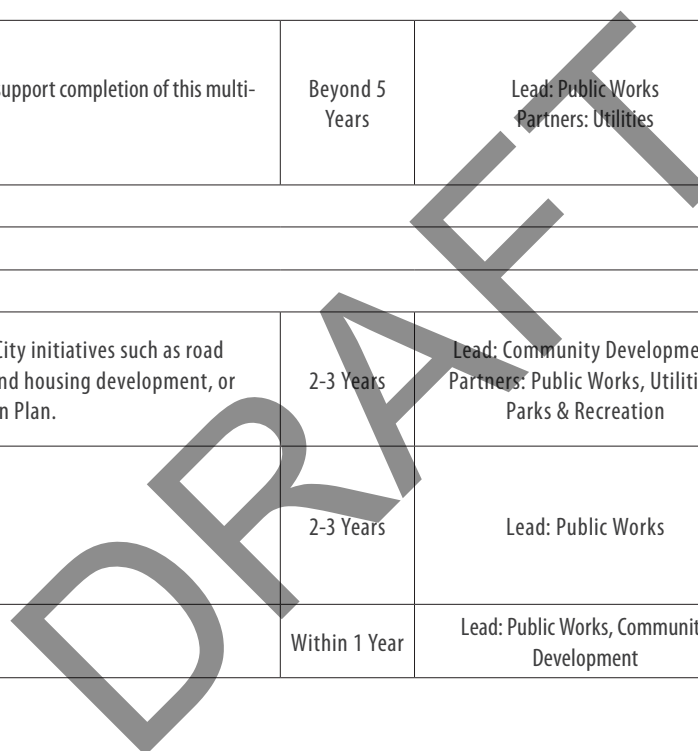 support completion of this multi-
Beyond 5
Years
Lead: Public Works
Partners: Utilities
City initiatives such as road
and housing development, or
n Plan.
2-3 Years
Lead: Community Developme
Partners: Public Works, Utiliti
Parks & Recreation
2-3 Years
Lead: Public Works
Within 1 Year
Lead: Public Works, Communit
Development
DRAFT